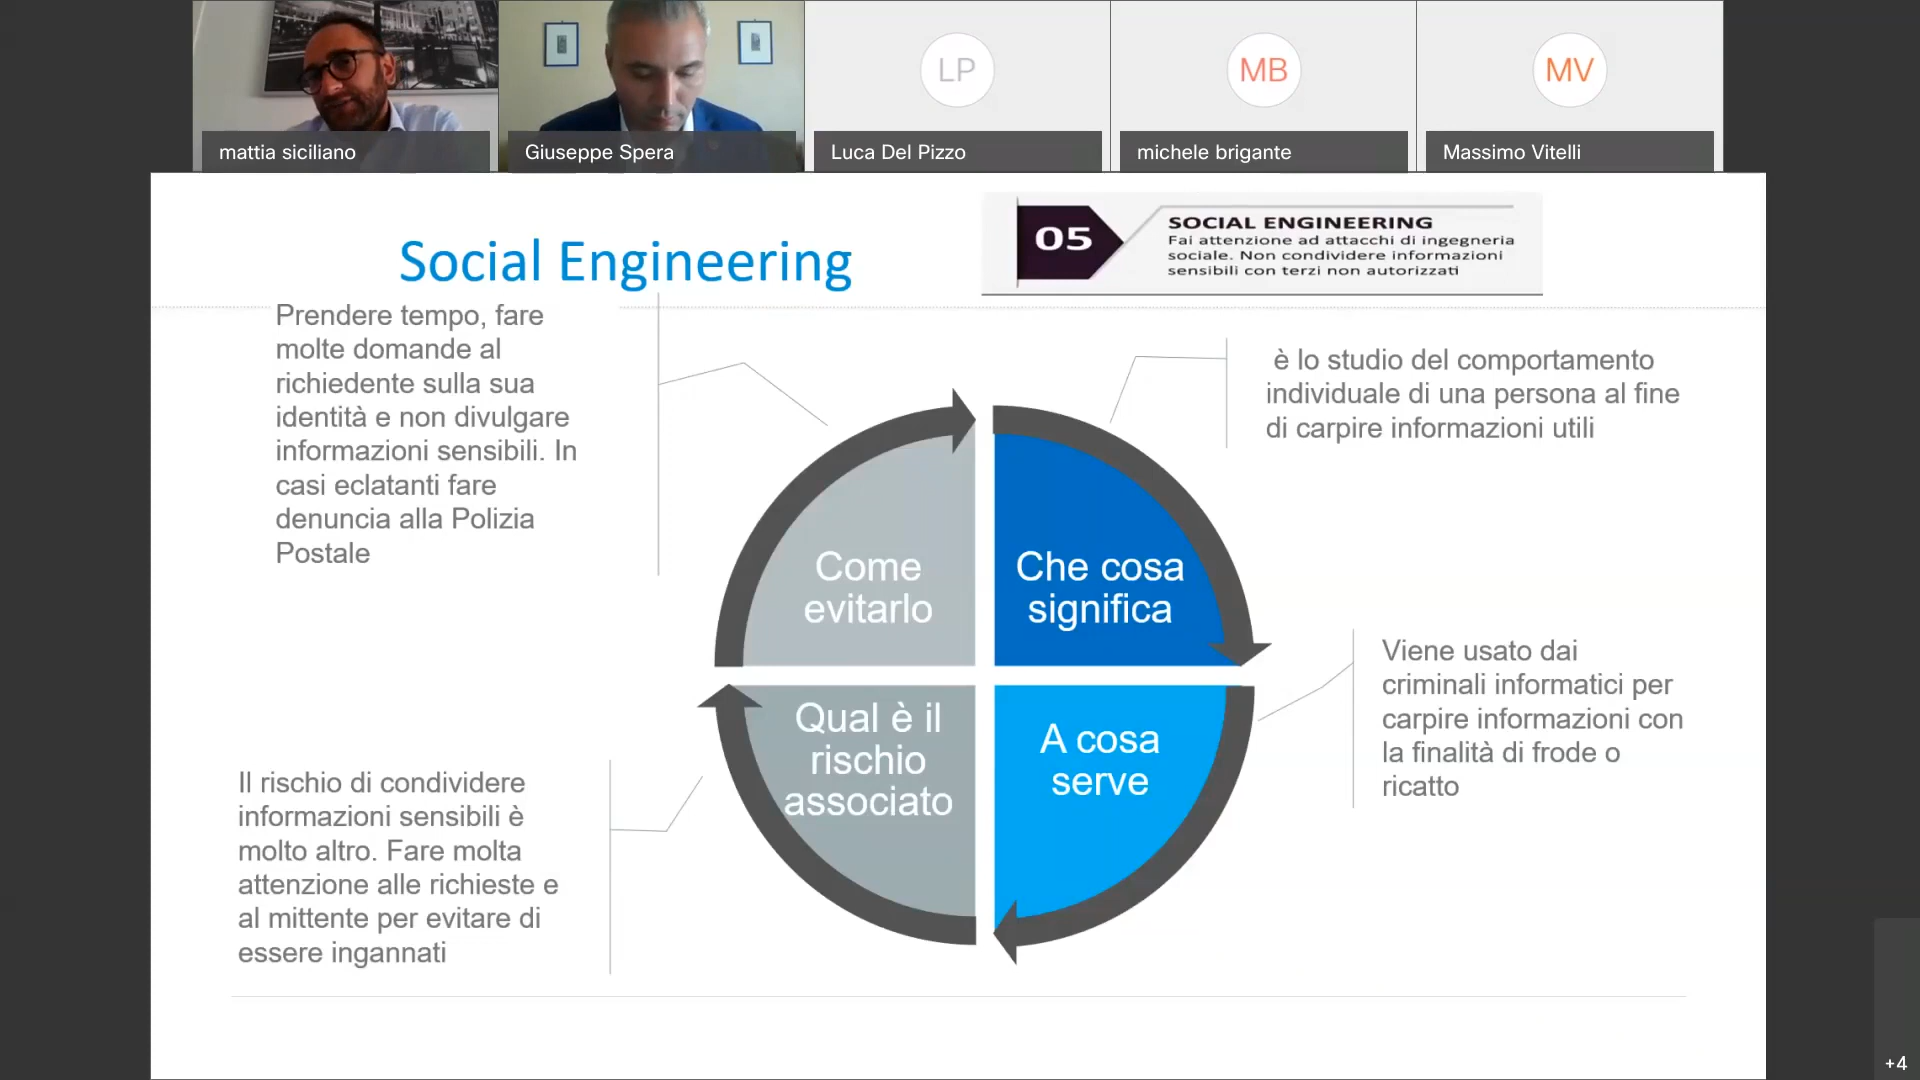 mattia siciliano
Giuseppe Spera
LP
Luca Del Pizzo
MB
michele brigante
MV
Massimo Vitelli
Social Engineering
05
SOCIAL ENGINEERING
Fai attenzione ad attacchi di ingegneria
sociale. Non condividere informazioni
sensibili con terzi non autorizzati
Prendere tempo, fare
molte domande al
richiedente sulla sua
identità e non divulgare
informazioni sensibili. In
casi eclatanti fare
denuncia alla Polizia
Postale
è lo studio del comportamento
individuale di una persona al fine
di carpire informazioni utili
Come
evitarlo
Che cosa
significa
Qual è il
rischio
associato
A cosa
serve
Viene usato dai
criminali informatici per
carpire informazioni con
la finalità di frode o
ricatto
Il rischio di condividere
informazioni sensibili è
molto altro. Fare molta
attenzione alle richieste e
al mittente per evitare di
essere ingannati
+4